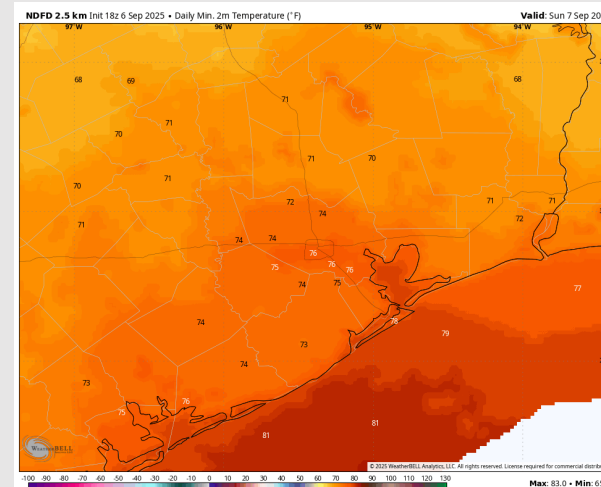 NDFD 2.5 km Init 18z 6 Sep 2025 • Daily Min. 2m Temperature (°F) Valid: Sun 7 Sep 20
97°W 96°W 95°W 94°W
68 69 68
71
70 71
71 70
70 71
71 71
72
71 74 72
74 74
76
75 76 76
74 75
77
74 78
79
73
74
73
76
75
81
81
WeatherBELL
© 2025 WeatherBELL Analytics, LLC. All rights reserved. License required for commercial distrib
-100 -90 -80 -70 -60 -50 -40 -30 -20 -10 0 10 20 30 40 50 60 70 80 90 100 110 120 130
Max: 83.0 • Min: 6